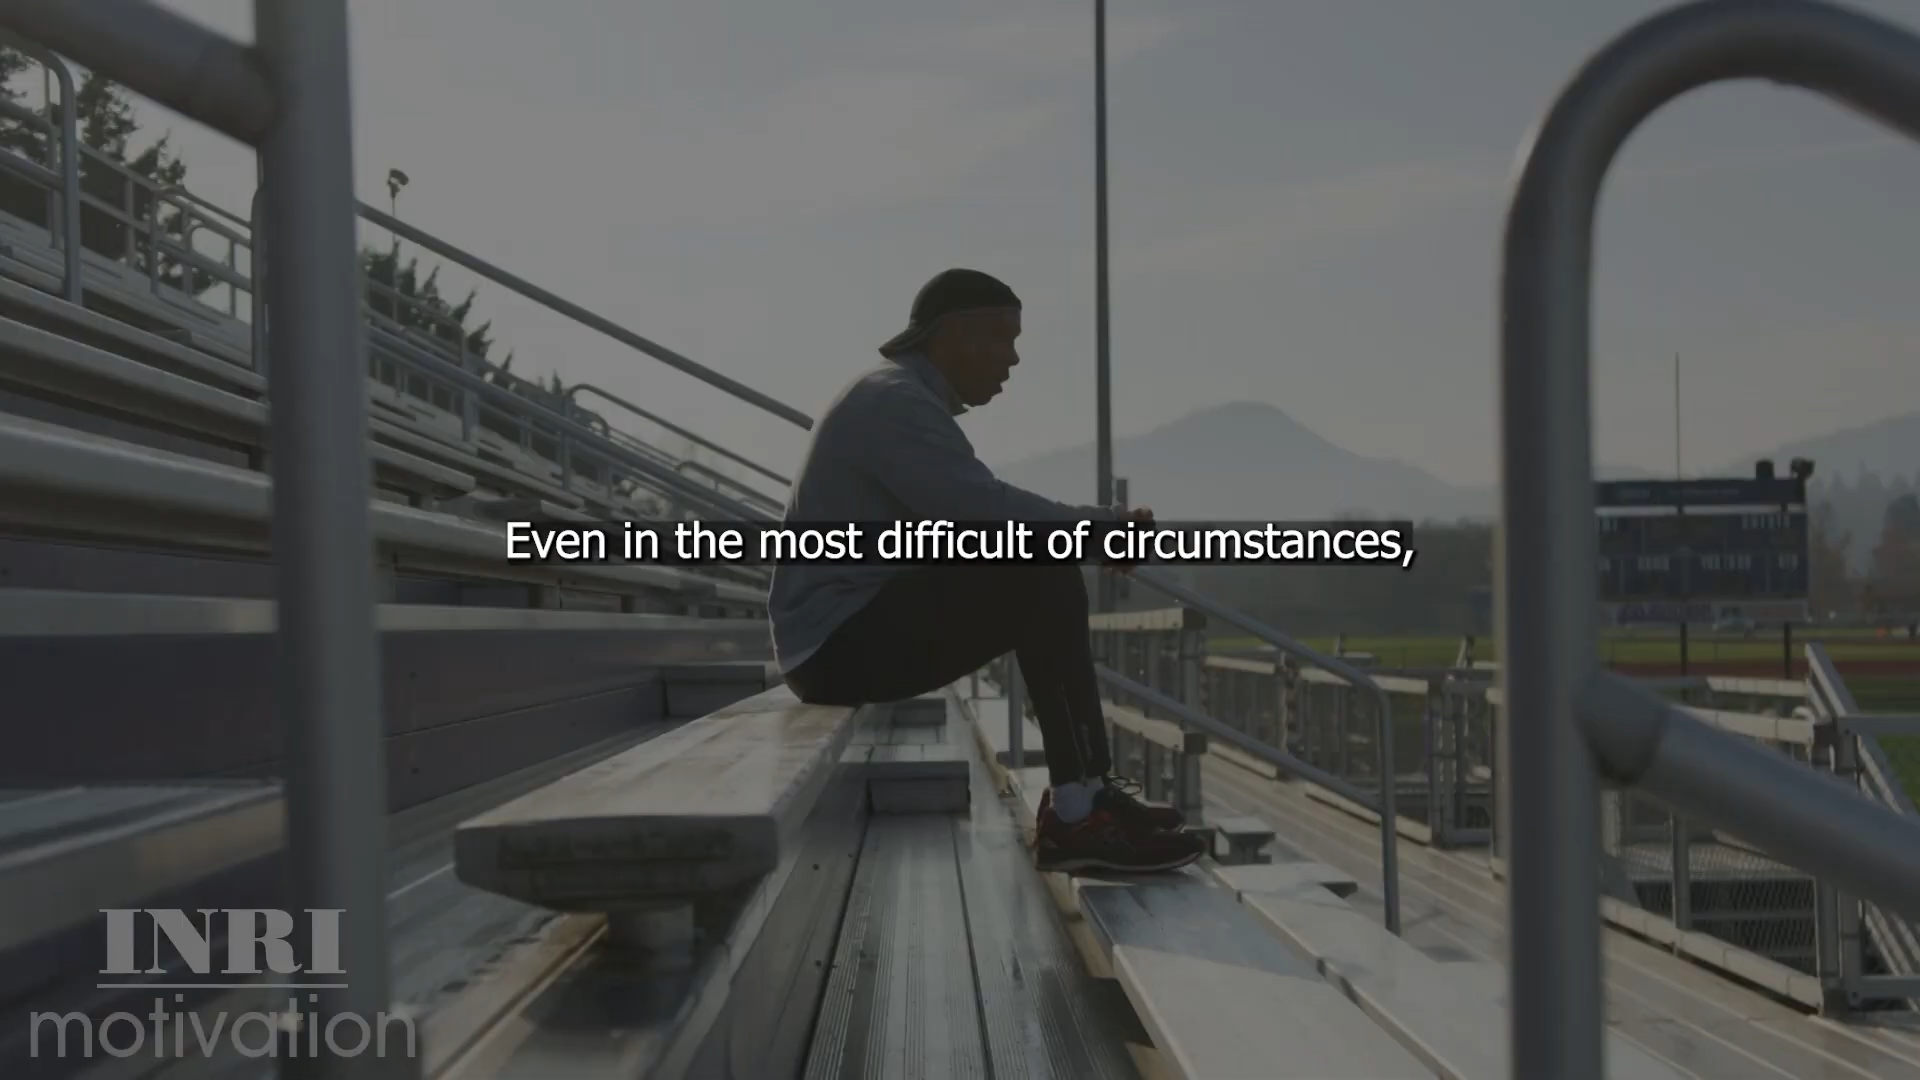 Even in the most difficult of circumstances,
INRI
motivation